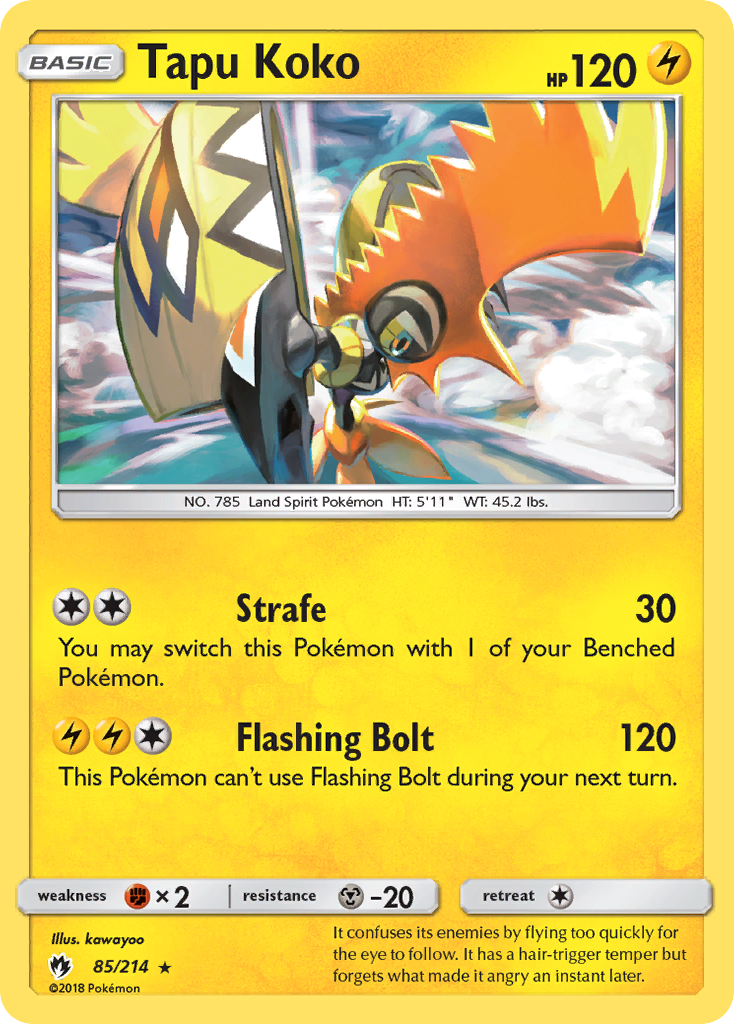 BASIC Tapu Koko HP 120
NO. 785 Land Spirit Pokémon HT: 5'11" WT: 45.2 lbs.
Strafe 30
You may switch this Pokémon with 1 of your Benched
Pokémon.
Flashing Bolt 120
This Pokémon can't use Flashing Bolt during your next turn.
weakness × 2 resistance -20 retreat
Illus. kawayoo
85/214 ★
©2018 Pokémon
It confuses its enemies by flying too quickly for
the eye to follow. It has a hair-trigger temper but
forgets what made it angry an instant later.